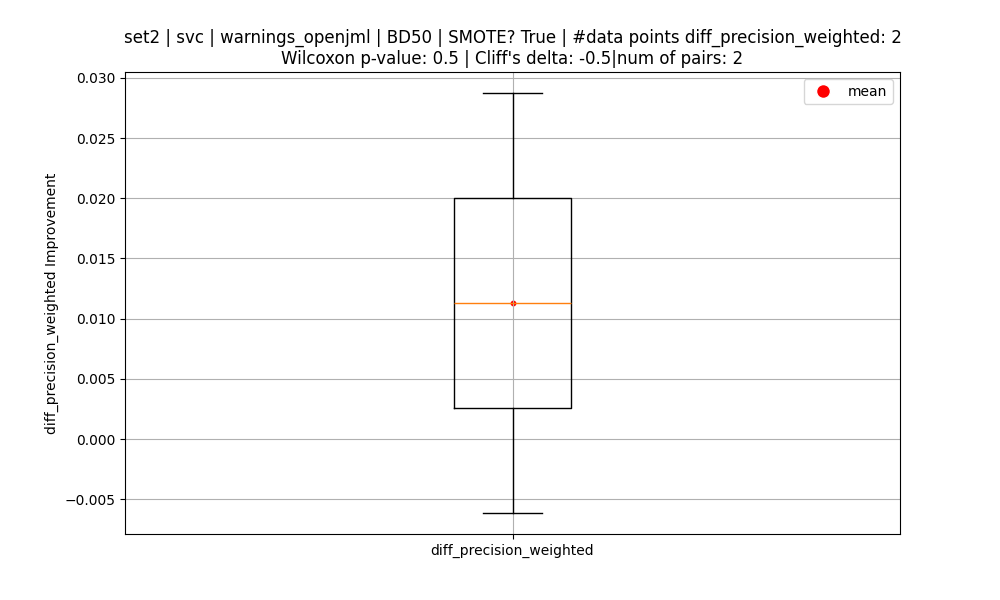 set2 | svc | warnings_openjml | BD50 | SMOTE? True | #data points diff_precision_weighted: 2
Wilcoxon p-value: 0.5 | Cliff's delta: -0.5|num of pairs: 2
mean
0.030
0.025
0.020
0.015
0.010
0.005
0.000
−0.005
diff_precision_weighted Improvement
diff_precision_weighted